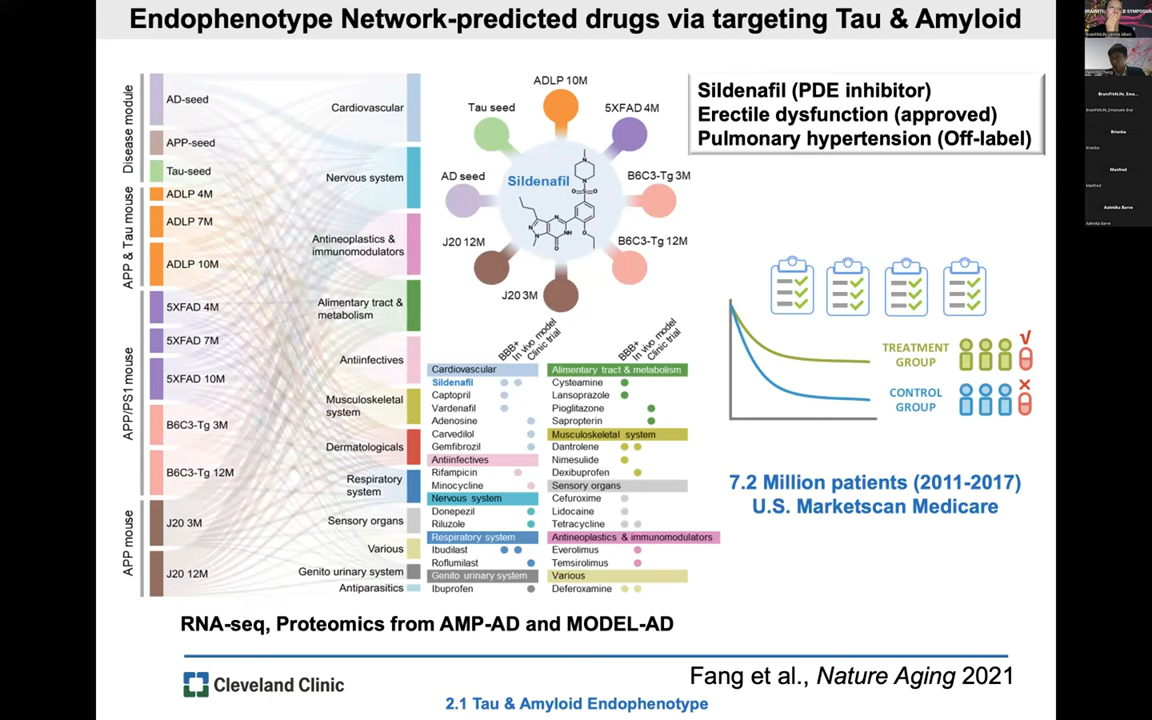 Endophenotype Network-predicted drugs via targeting Tau & Amyloid
Disease module
APP & Tau mouse
APP/PS1 mouse
APP mouse
AD-seed
APP-seed
Tau-seed
ADLP 4M
ADLP 7M
ADLP 10M
5XFAD 4M
5XFAD 7M
5XFAD 10M
B6C3-Tg 3M
B6C3-Tg 12M
J20 3M
J20 12M
Cardiovascular
Nervous system
Antineoplastics &
immunomodulators
Alimentary tract &
metabolism
Antiinfectives
Musculoskeletal
system
Dermatologicals
Respiratory
system
Sensory organs
Various
Genito urinary system
Antiparasitics
ADLP 10M
Tau seed
5XFAD 4M
AD seed
Sildenafil
B6C3-Tg 3M
J20 12M
B6C3-Tg 12M
J20 3M
BBB+
In vivo model
Clinic trial
Cardiovascular
Sildenafil
Captopril
Vardenafil
Adenosine
Carvedilol
Gemfibrozil
Antiinfectives
Rifampicin
Minocycline
Nervous system
Donepezil
Riluzole
Respiratory system
Ibudilast
Roflumilast
Genito urinary system
Ibuprofen
BBB+
In vivo model
Clinic trial
Alimentary tract & metabolism
Cysteamine
Lansoprazole
Pioglitazone
Sapropterin
Musculoskeletal system
Dantrolene
Nimesulide
Dexibuprofen
Sensory organs
Cefuroxime
Lidocaine
Tetracycline
Antineoplastics & immunomodulators
Everolimus
Temsirolimus
Various
Deferoxamine
Sildenafil (PDE inhibitor)
Erectile dysfunction (approved)
Pulmonary hypertension (Off-label)
TREATMENT
GROUP
CONTROL
GROUP
7.2 Million patients (2011-2017)
U.S. Marketscan Medicare
RNA-seq, Proteomics from AMP-AD and MODEL-AD
Cleveland Clinic
Fang et al., Nature Aging 2021
2.1 Tau & Amyloid Endophenotype
BrainFit4Life_Ema...
Brianka
Brianka
Manfred
Manfred
Asimika Barve
Asimika Barve